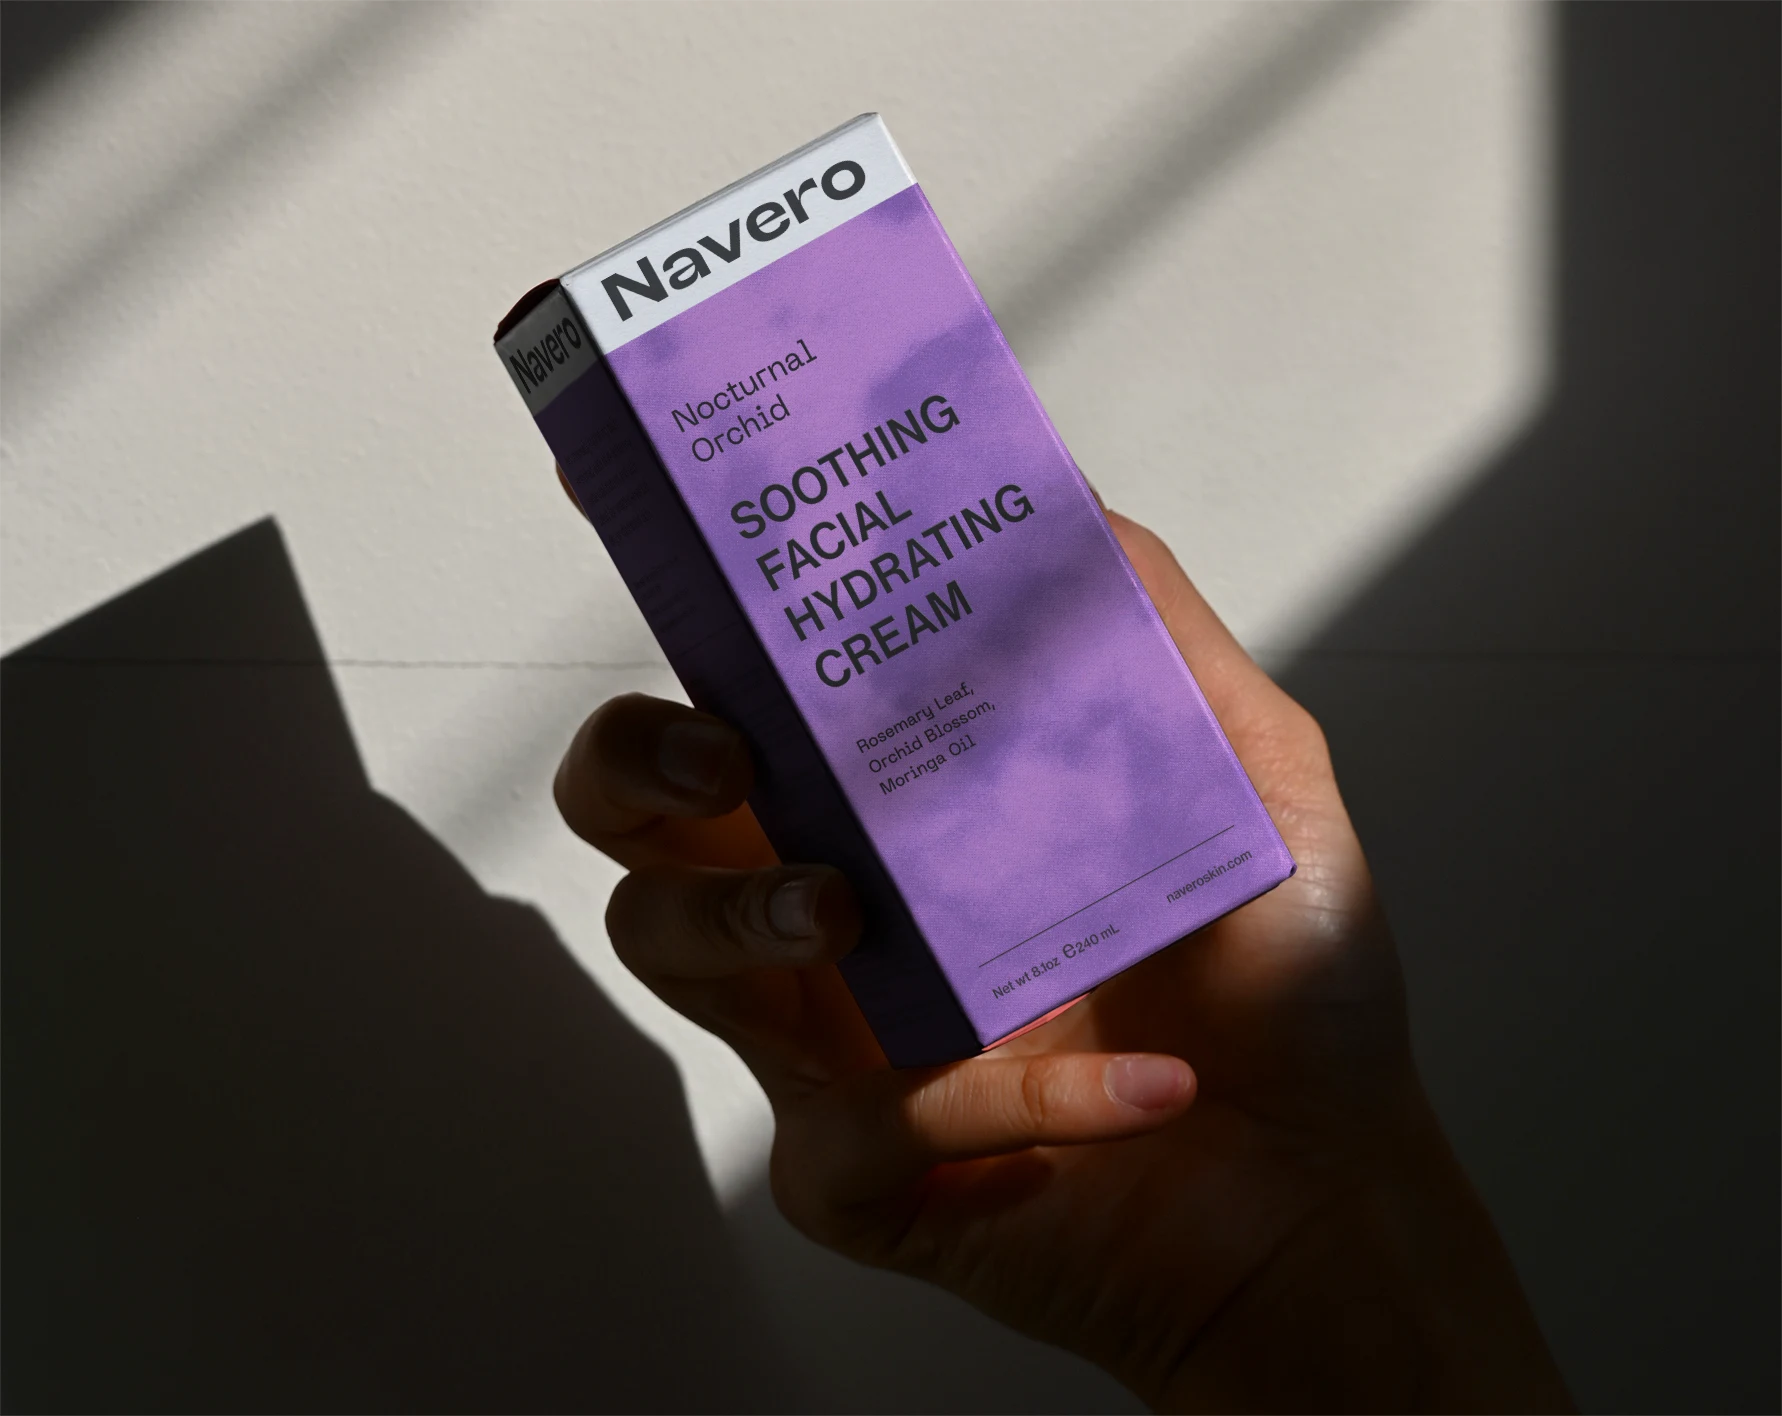 Navero
Navero
Nocturnal
Orchid
SOOTHING
FACIAL
HYDRATING
CREAM
Rosemary Leaf,
Orchid Blossom,
Moringa Oil
Net wt 8.1oz ℮240 mL
naveroskin.com